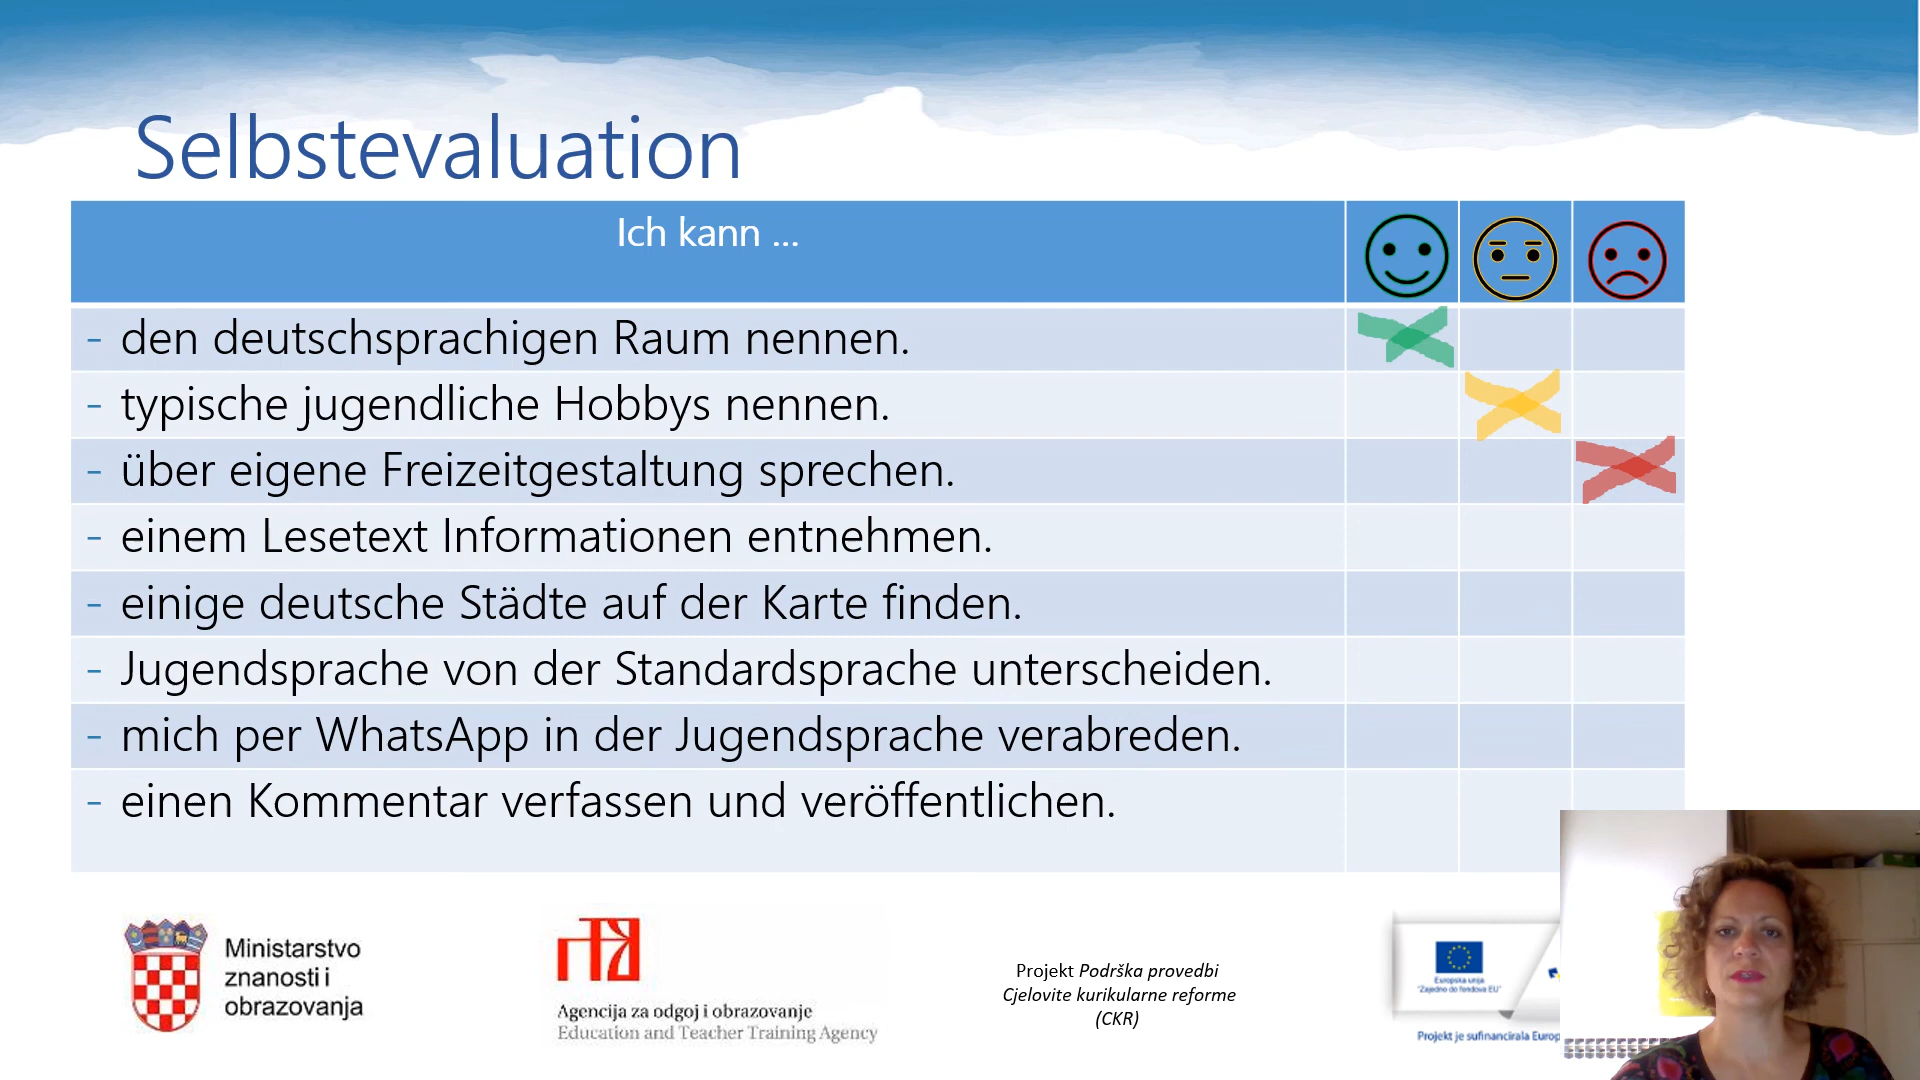 Selbstevaluation
Ich kann ...
- den deutschsprachigen Raum nennen.
- typische jugendliche Hobbys nennen.
- über eigene Freizeitgestaltung sprechen.
- einem Lesetext Informationen entnehmen.
- einige deutsche Städte auf der Karte finden.
- Jugendsprache von der Standardsprache unterscheiden.
- mich per WhatsApp in der Jugendsprache verabreden.
- einen Kommentar verfassen und veröffentlichen.
Ministarstvo
znanosti i
obrazovanja
Agencija za odgoj i obrazovanje
Education and Teacher Training Agency
Projekt Podrška provedbi
Cjelovite kurikularne reforme
(CKR)
Europska unija
"Zajedno do fondova EU"
Projekt je sufinancirala Europ